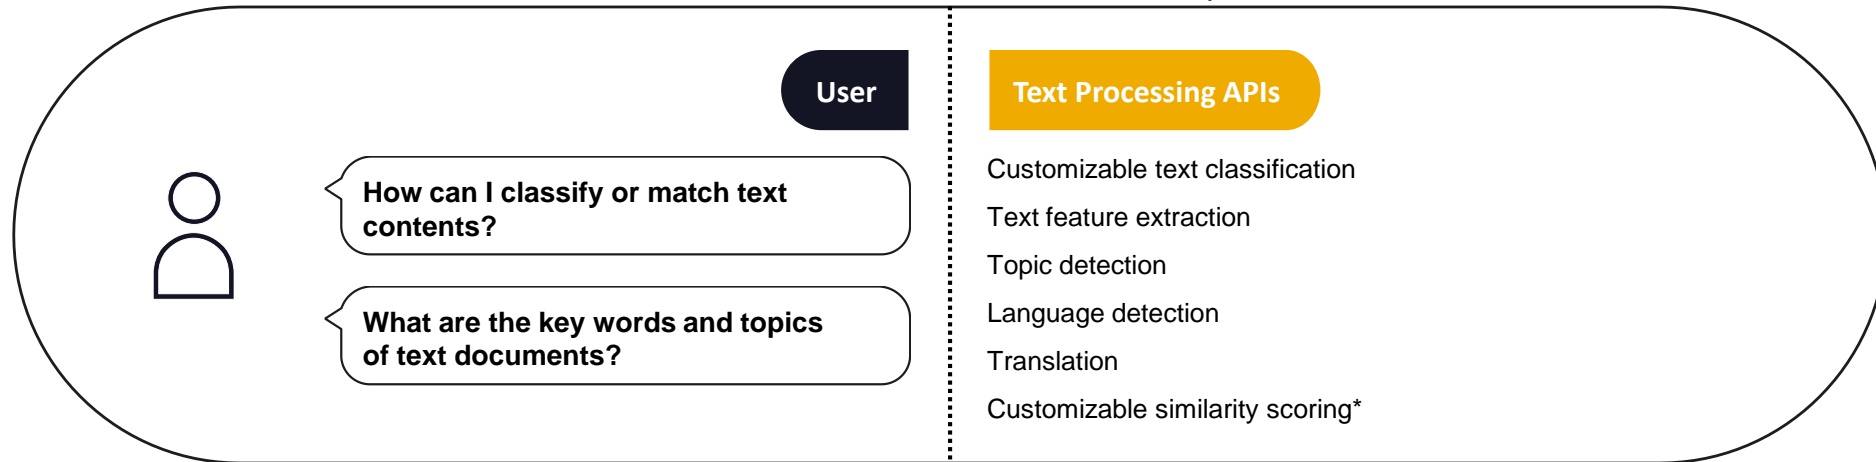 User
How can I classify or match text
contents?
What are the key words and topics
of text documents?
Text Processing APIs
Customizable text classification
Text feature extraction
Topic detection
Language detection
Translation
Customizable similarity scoring*